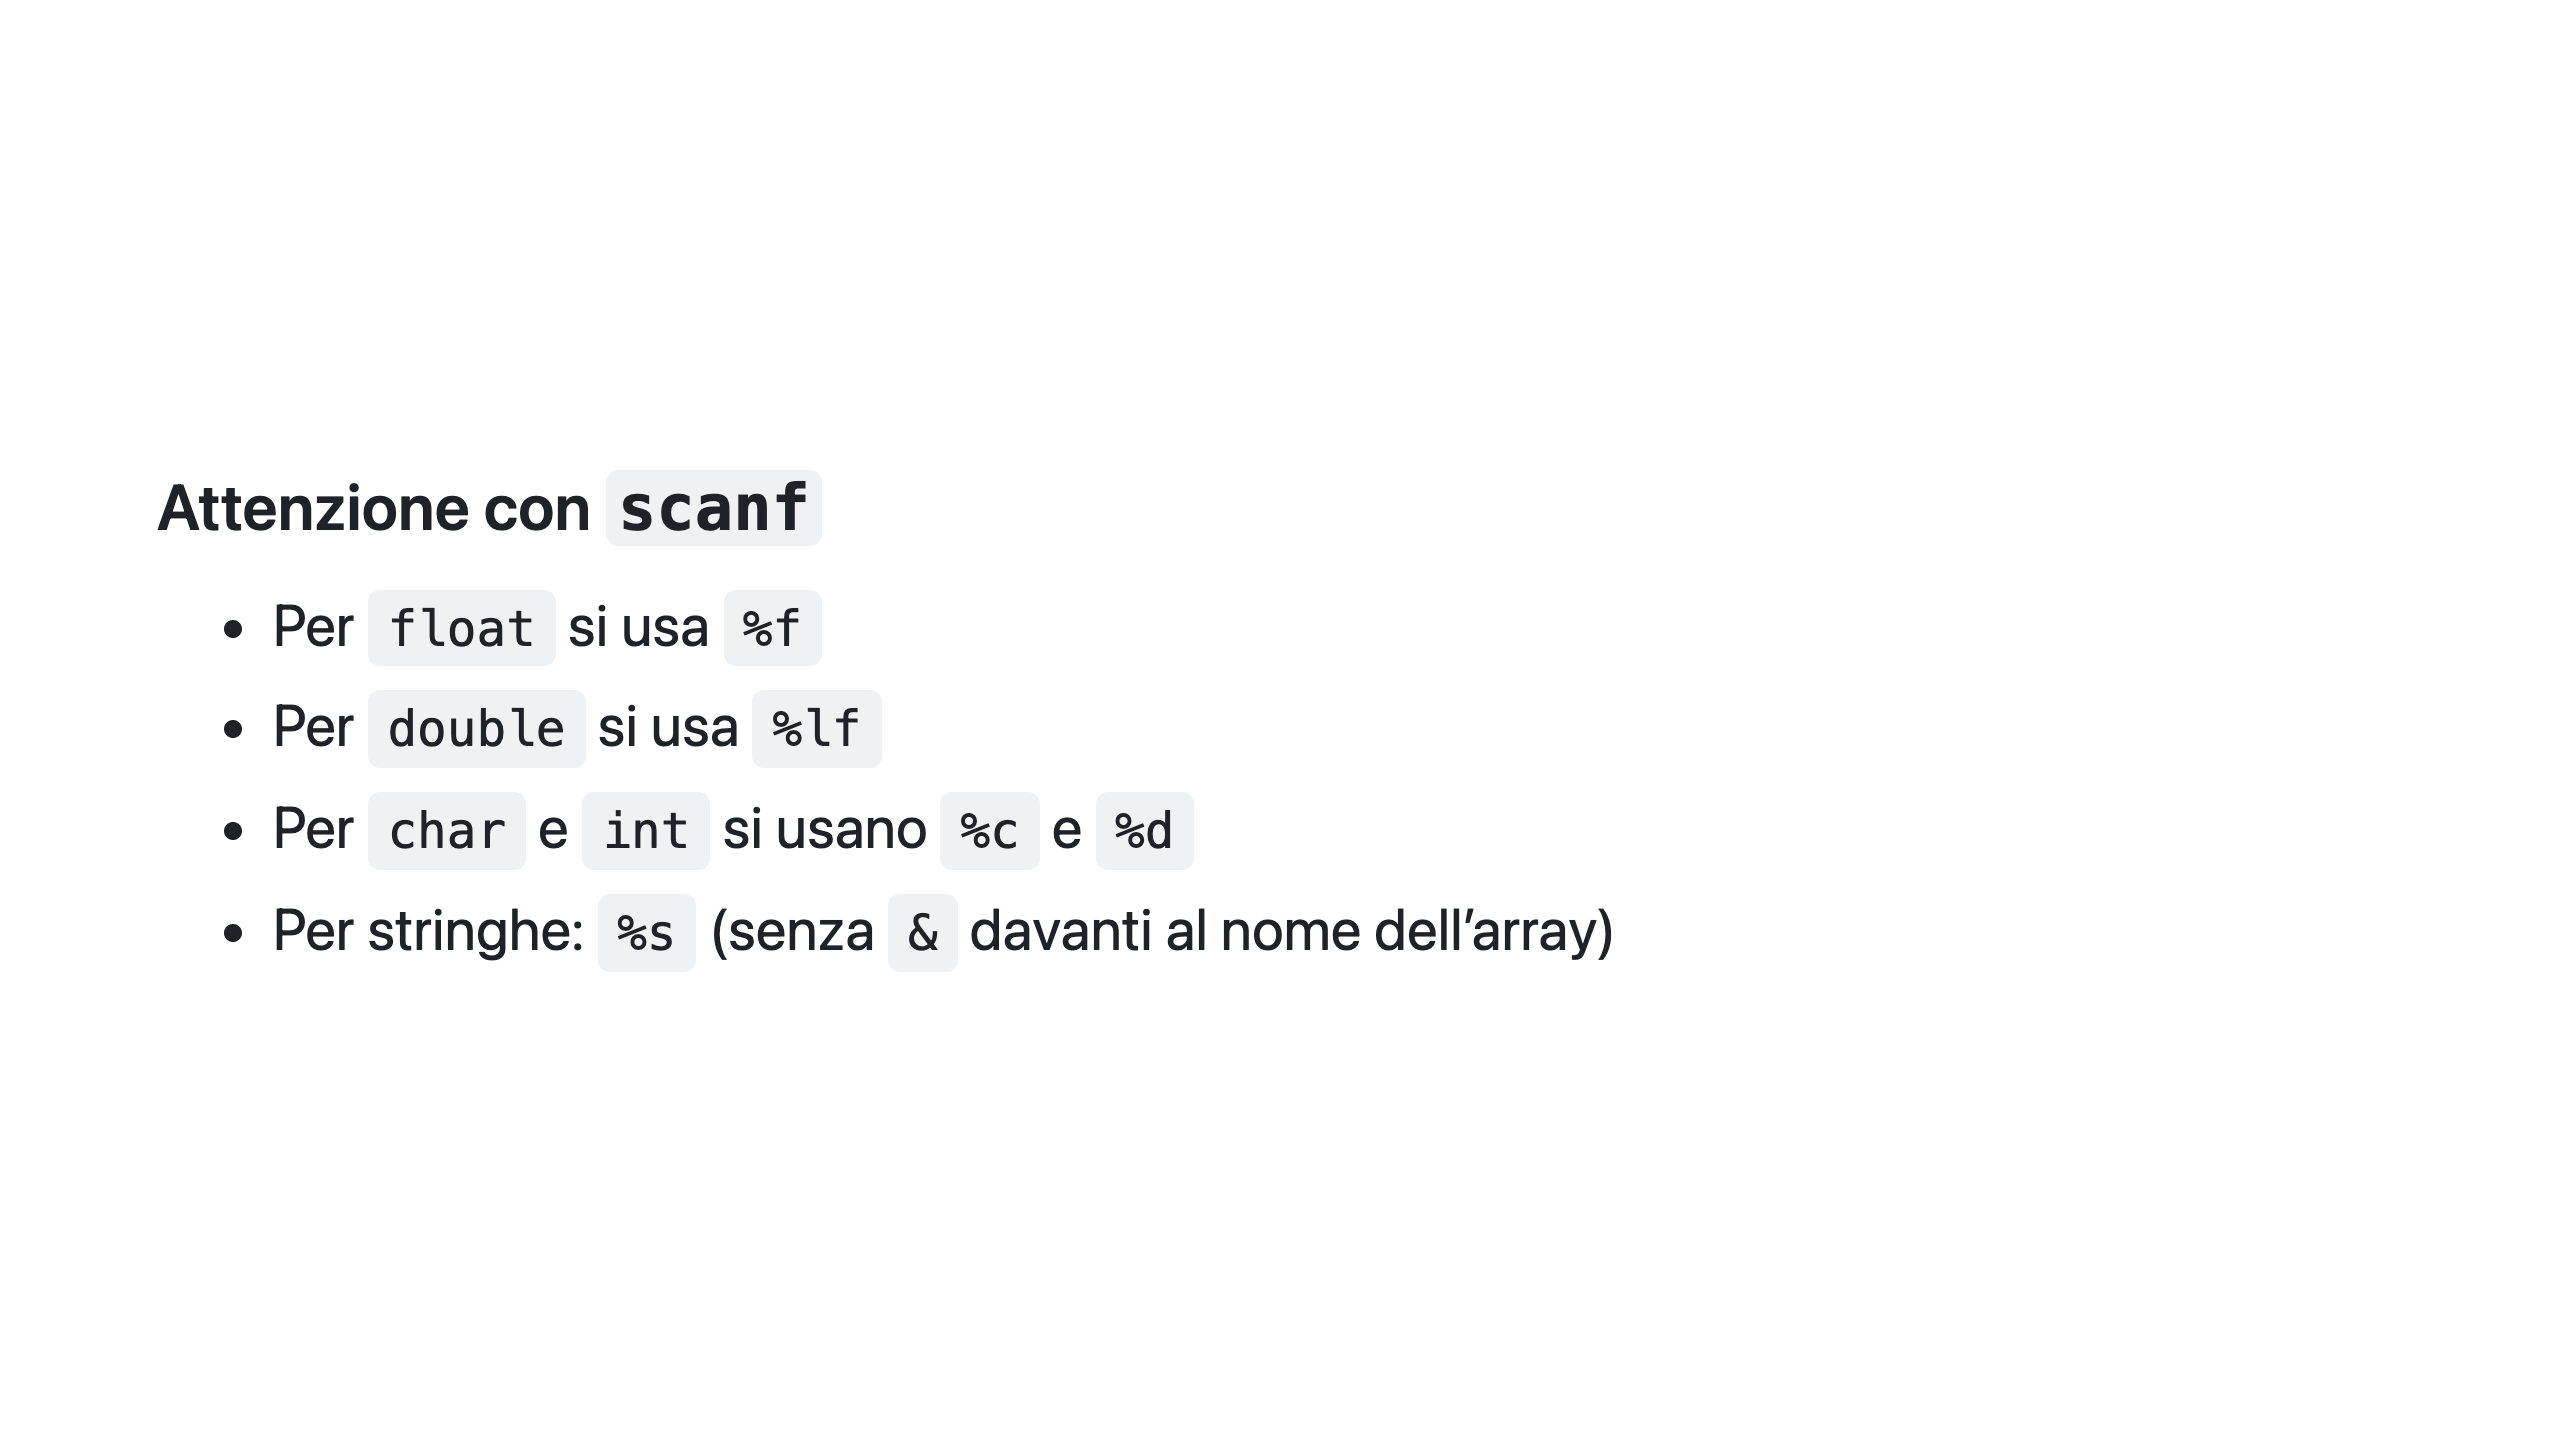 Attenzione con scanf
• Per float si usa %f
• Per double si usa %lf
• Per char e int si usano %c e %d
• Per stringhe: %s (senza & davanti al nome dell’array)